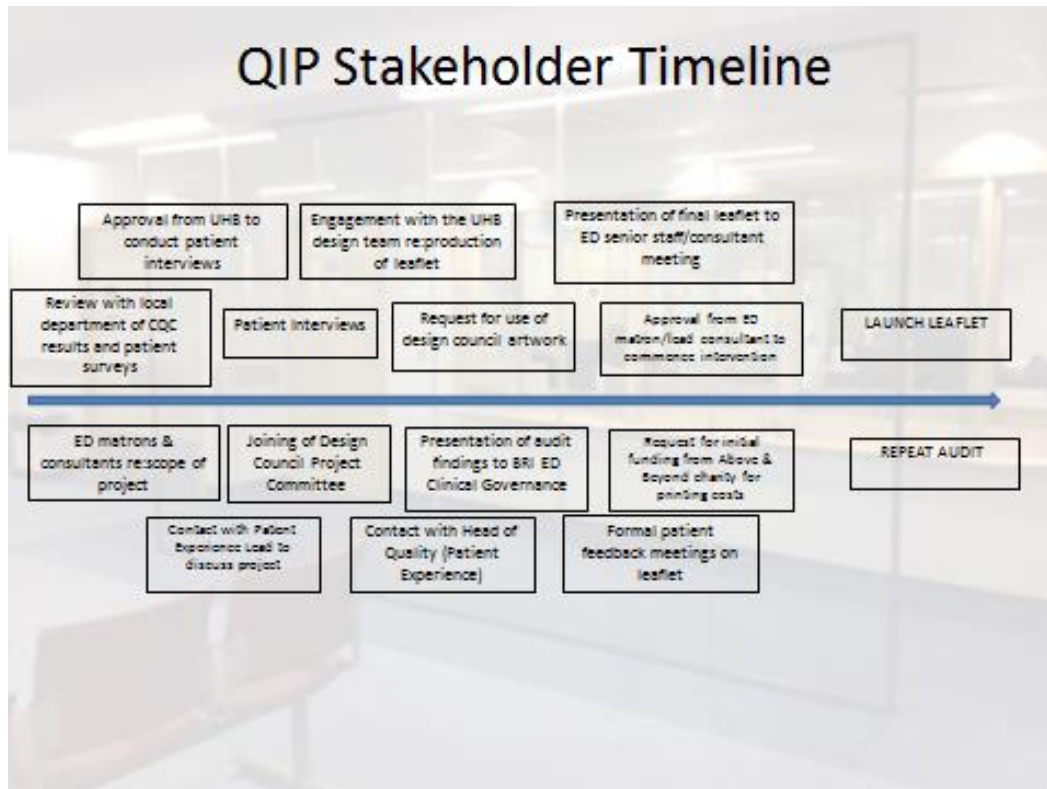 QIP Stakeholder Timeline
Approval from UHB to
conduct patient
interviews
Engagement with the UHB
design team re:production
of leaflet
Presentation of final leaflet to
ED senior staff/consultant
meeting
Review with local
department of CQC
results and patient
surveys
Patient Interviews
Request for use of
design council artwork
Approval from ED
matron/lead consultant to
commence intervention
LAUNCH LEAFLET
ED matrons &
consultants re:scope of
project
Joining of Design
Council Project
Committee
Presentation of audit
findings to BRI ED
Clinical Governance
Request for initial
funding from Above &
Beyond charity for
printing costs
REPEAT AUDIT
Contact with Patient
Experience Lead to
discuss project
Contact with Head of
Quality (Patient
Experience)
Formal patient
feedback meetings on
leaflet